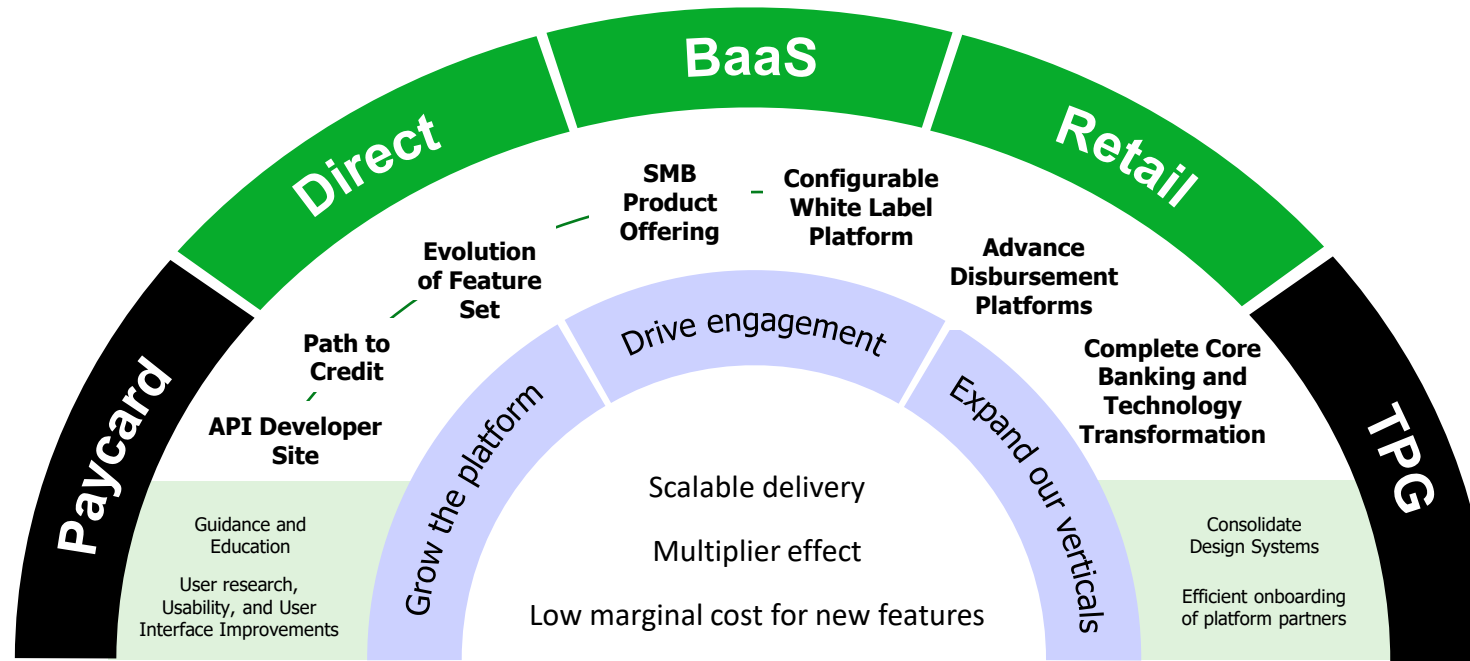 Paycard
Direct
BaaS
Retail
TPG
API Developer
Site
Path to
Credit
Evolution
of Feature
Set
SMB
Product
Offering
Configurable
White Label
Platform
Advance
Disbursement
Platforms
Complete Core
Banking and
Technology
Transformation
Grow the platform
Drive engagement
Expand our verticals
Guidance and
Education
User research,
Usability, and User
Interface Improvements
Scalable delivery
Multiplier effect
Low marginal cost for new features
Consolidate
Design Systems
Efficient onboarding
of platform partners